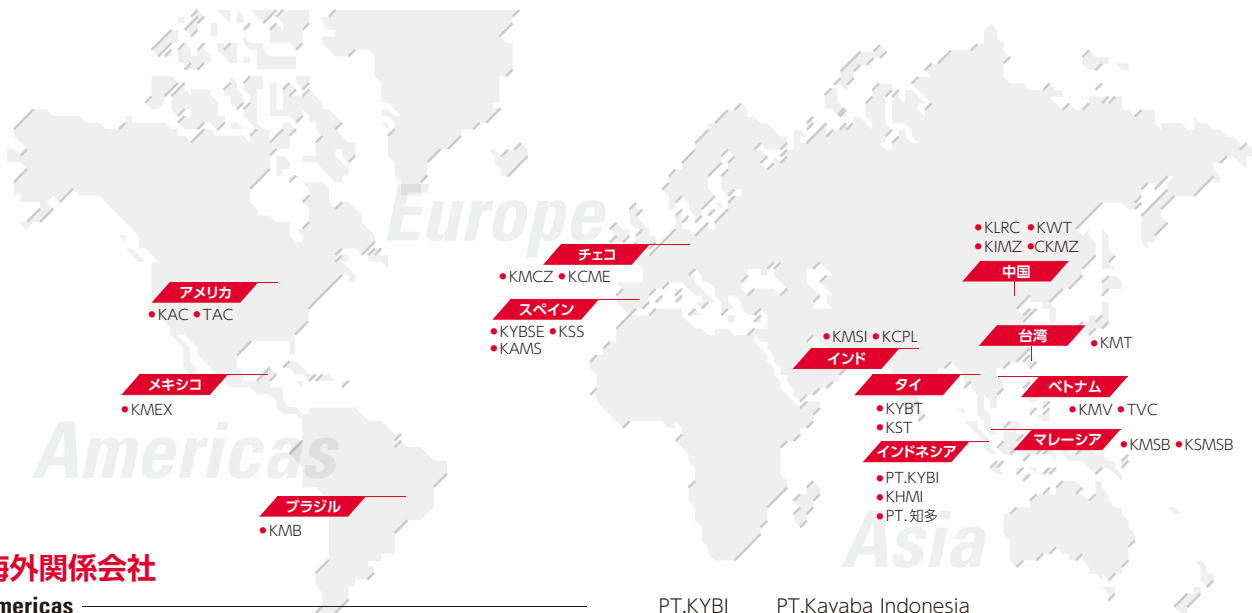 Europe
●KLRC ●KWT
●KIMZ ●CKMZ
中国
チェコ
●KMCZ ●KCME
アメリカ
●KAC ●TAC
スペイン
●KYBSE ●KSS
●KAMS
●KMSI ●KCPL
インド
台湾
●KMT
メキシコ
●KMEX
タイ
●KYBT
●KST
ベトナム
●KMV ●TVC
Americas
マレーシア
●KMSB ●KSMSB
インドネシア
●PT.KYBI
●KHMI
●PT.知多
Asia
ブラジル
●KMB
海外関係会社
mericas
PT.KYBI PT.Kayaba Indonesia